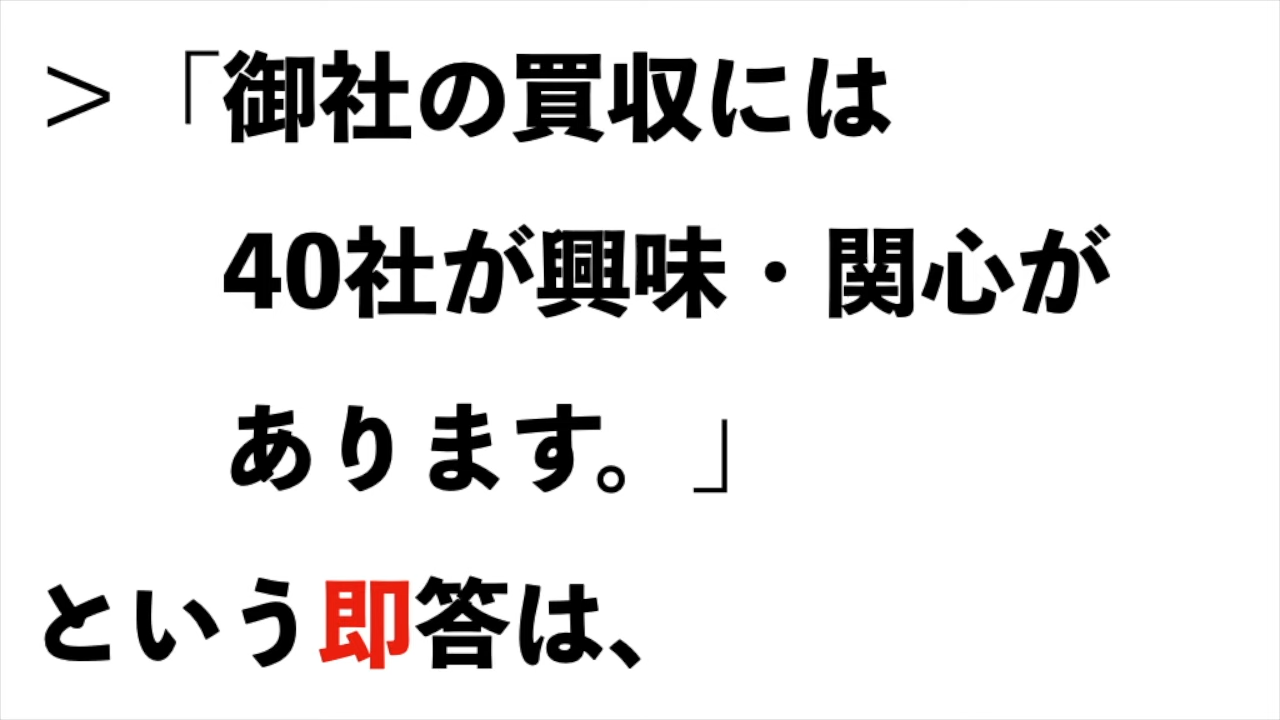 ＞「御社の買収には
40社が興味・関心が
あります。」
という即答は、